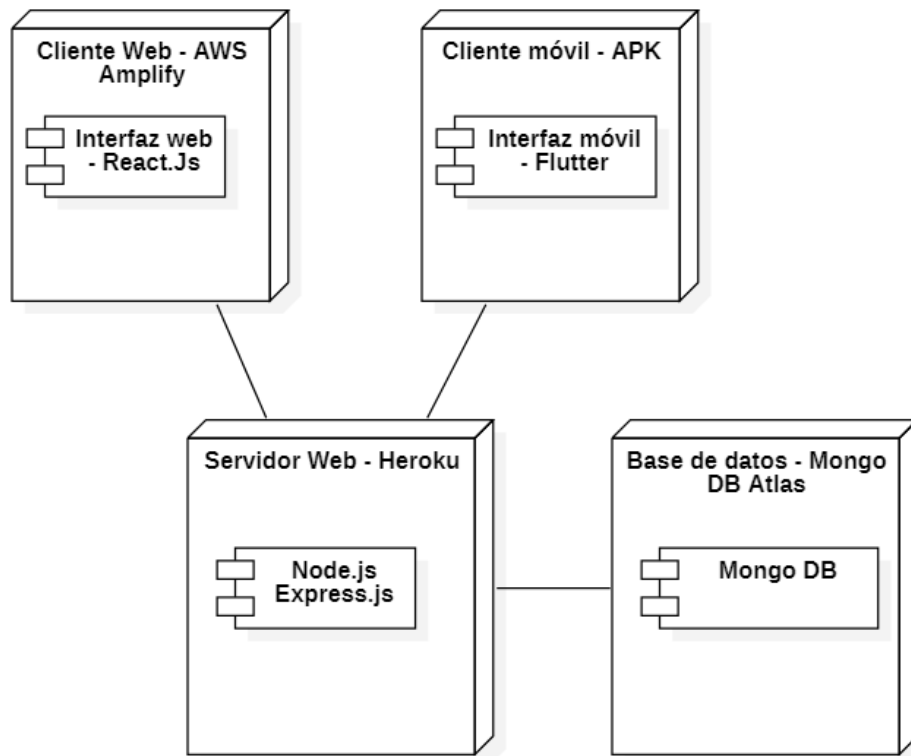 Cliente Web - AWS
Amplify
Interfaz web
- React.Js
Cliente móvil - APK
Interfaz móvil
- Flutter
Servidor Web - Heroku
Node.js
Express.js
Base de datos - Mongo
DB Atlas
Mongo DB